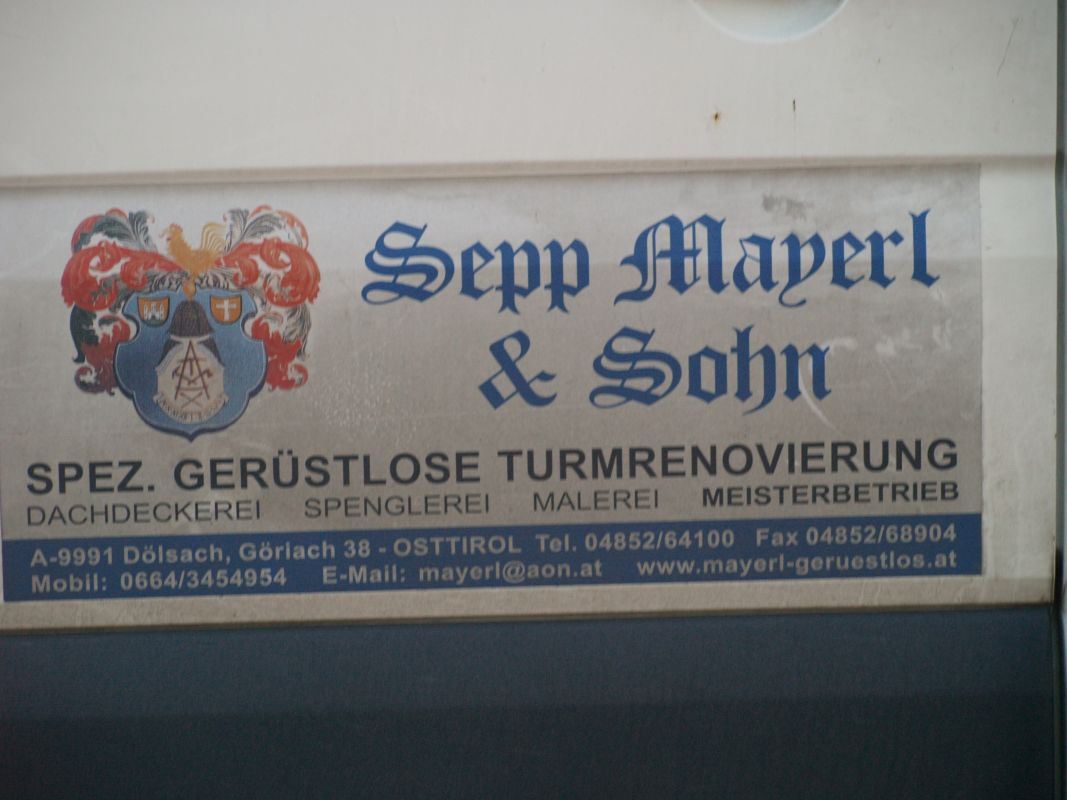 Sepp Mayerl
& Sohn
SPEZ. GERÜSTLOSE TURMRENOVIERUNG
DACHDECKEREI SPENGLEREI MALEREI MEISTERBETRIEB
A-9991 Dölsach, Göriach 38 - OSTTIROL Tel. 04852/64100 Fax 04852/68904
Mobil: 0664/3454954 E-Mail: mayerl@aon.at www.mayerl-geruestlos.at